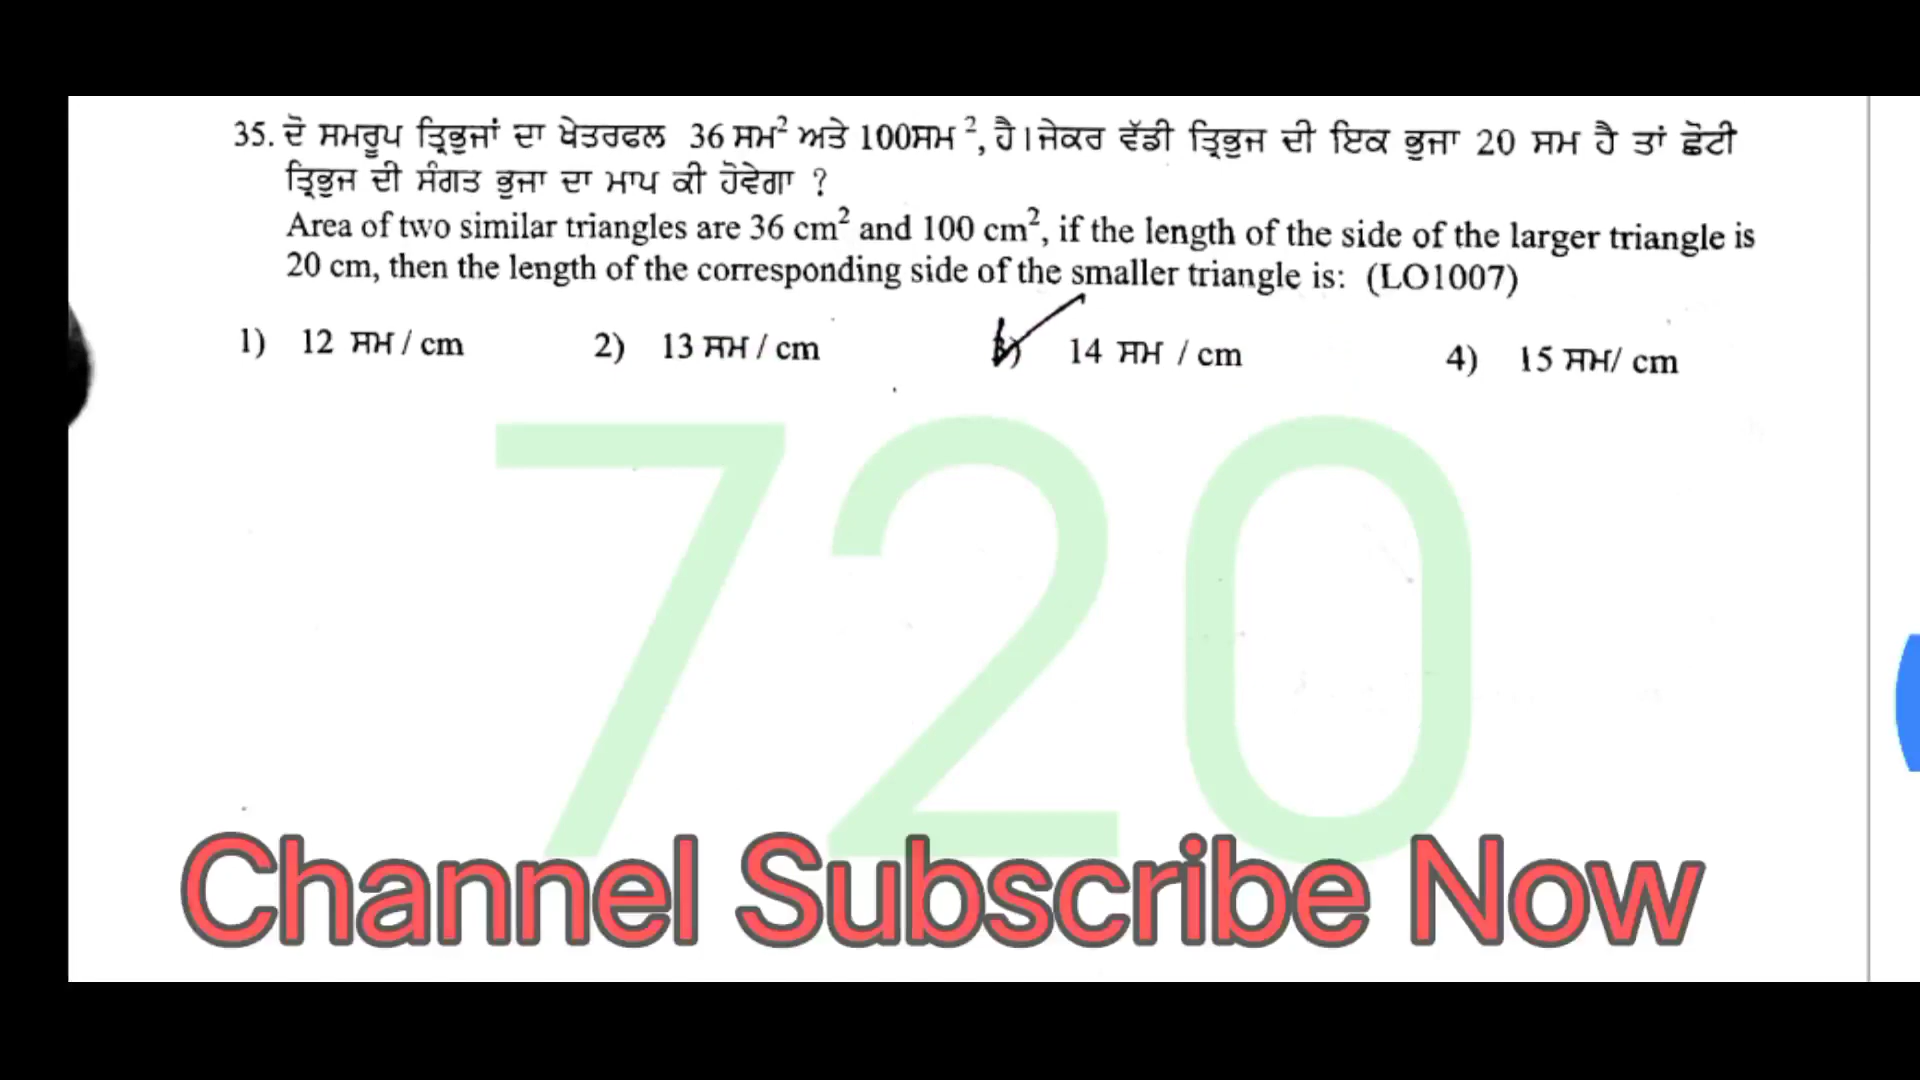 35. ਦੋ ਸਮਰੂਪ ਤ੍ਰਿਭੁਜਾਂ ਦਾ ਖੇਤਰਫਲ 36 ਸਮ² ਅਤੇ 100ਸਮ ², ਹੈ।ਜੇਕਰ ਵੱਡੀ ਤ੍ਰਿਭੁਜ ਦੀ ਇਕ ਭੁਜਾ 20 ਸਮ ਹੈ ਤਾਂ ਛੋਟੀ
ਤ੍ਰਿਭੁਜ ਦੀ ਸੰਗਤ ਭੁਜਾ ਦਾ ਮਾਪ ਕੀ ਹੋਵੇਗਾ ?
Area of two similar triangles are 36 cm² and 100 cm², if the length of the side of the larger triangle is
20 cm, then the length of the corresponding side of the smaller triangle is: (LO1007)
1) 12 ਸਮ / cm 2) 13 ਸਮ / cm 3) 14 ਸਮ / cm 4) 15 ਸਮ/ cm
720
Channel Subscribe Now